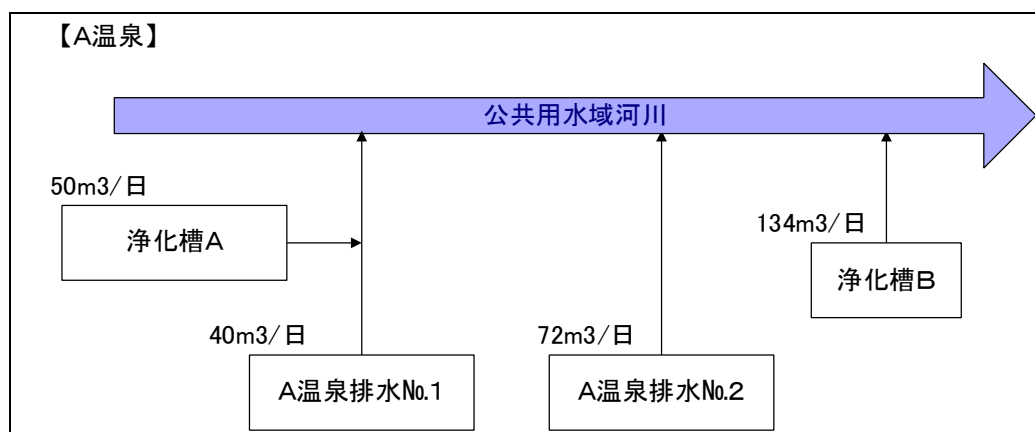 【A温泉】
公共用水域河川
50m3/日
浄化槽A
134m3/日
浄化槽B
40m3/日
A温泉排水№1
72m3/日
A温泉排水№2